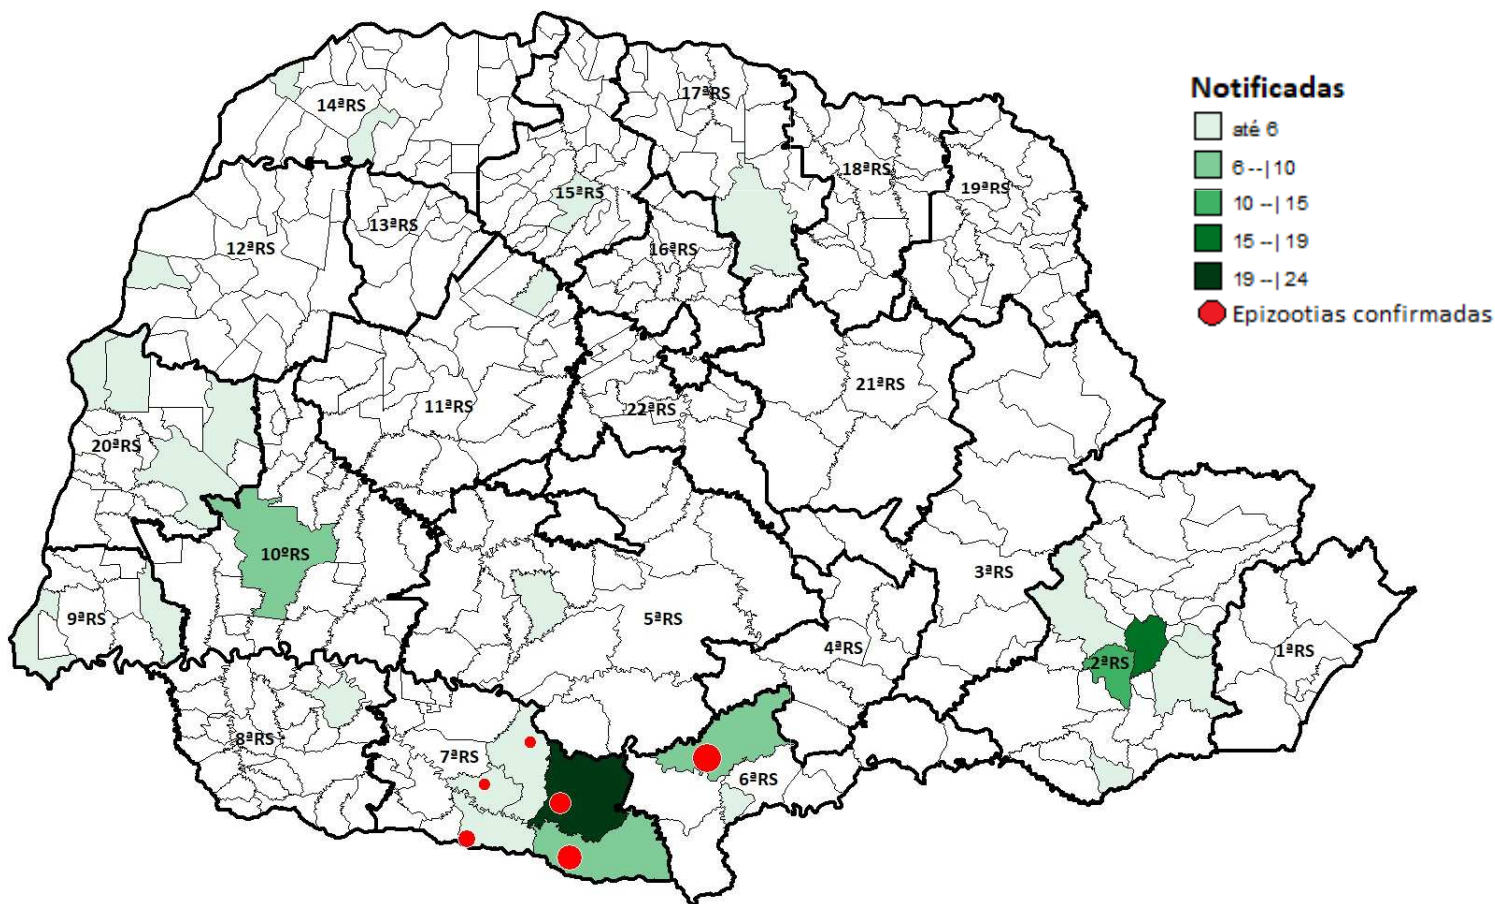 Notificadas
até 6
6 --| 10
10 --| 15
15 --| 19
19 --| 24
Epizootias confirmadas
14ªRS
17ªRS
18ªRS
19ªRS
15ªRS
13ªRS
12ªRS
16ªRS
21ªRS
11ªRS
22ªRS
20ªRS
10ºRS
3ªRS
9ªRS
5ªRS
4ªRS
2ªRS
1ªRS
8ªRS
7ªRS
6ªRS